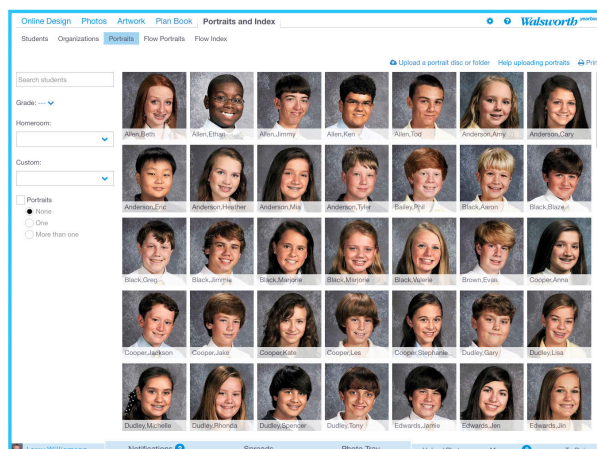 Online Design Photos Artwork Plan Book Portraits and Index
Walsworth yearbooks
Students Organizations Portraits Flow Portraits Flow Index
Upload a portrait disc or folder Help uploading portraits Prin
Search students
Grade: ---
Homeroom:
Custom:
Portraits
None
One
More than one
Allen,Beth Allen,Ethan Allen,Jimmy Allen,Ken Allen,Tod Anderson,Amy Anderson,Cary
Anderson,Eric Anderson,Heather Anderson,Mia Anderson,Tyler Bailey,Phil Black,Aaron Black,Blaze
Black,Greg Black,Jimmie Black,Marjorie Black,Marjorie Black,Valerie Brown,Evan Cooper,Anna
Cooper,Jackson Cooper,Jake Cooper,Kate Cooper,Les Cooper,Stephanie Dudley,Gary Dudley,Lisa
Dudley,Michelle Dudley,Rhonda Dudley,Spencer Dudley,Tony Edwards,Jamie Edwards,Jen Edwards,Jin
Notifications Spreads Photo Tray